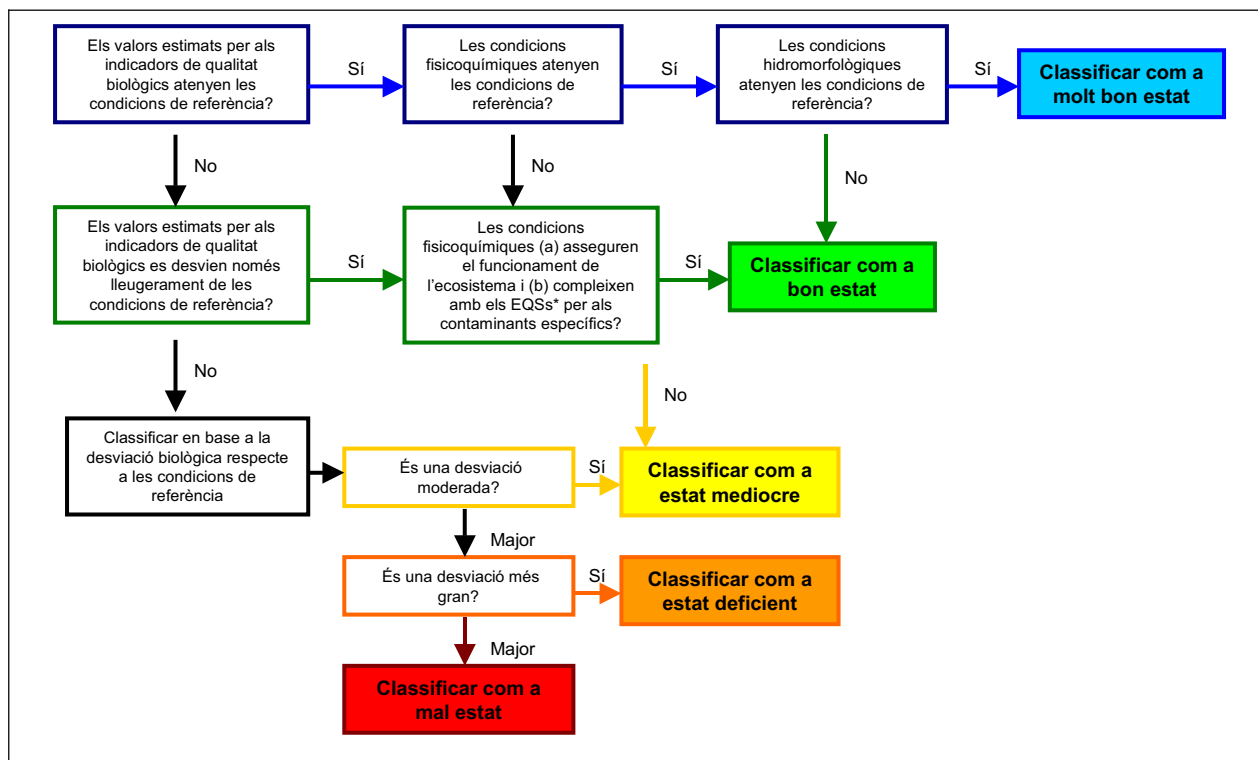 Els valors estimats per als
indicadors de qualitat
biològics atenyen les
condicions de referència?
Sí
Les condicions
fisicoquímiques atenyen
les condicions de
referència?
Sí
Les condicions
hidromorfològiques
atenyen les condicions de
referència?
Sí
Classificar com a
molt bon estat
No
No
No
Els valors estimats per als
indicadors de qualitat
biològics es desvien només
lleugerament de les
condicions de referència?
Sí
Les condicions
fisicoquímiques (a) asseguren
el funcionament de
l'ecosistema i (b) compleixen
amb els EQSs* per als
contaminants específics?
Sí
Classificar com a
bon estat
No
No
Classificar en base a la
desviació biològica respecte
a les condicions de
referència
És una desviació
moderada?
Sí
Classificar com a
estat mediocre
Major
És una desviació més
gran?
Sí
Classificar com a
estat deficient
Major
Classificar com a
mal estat